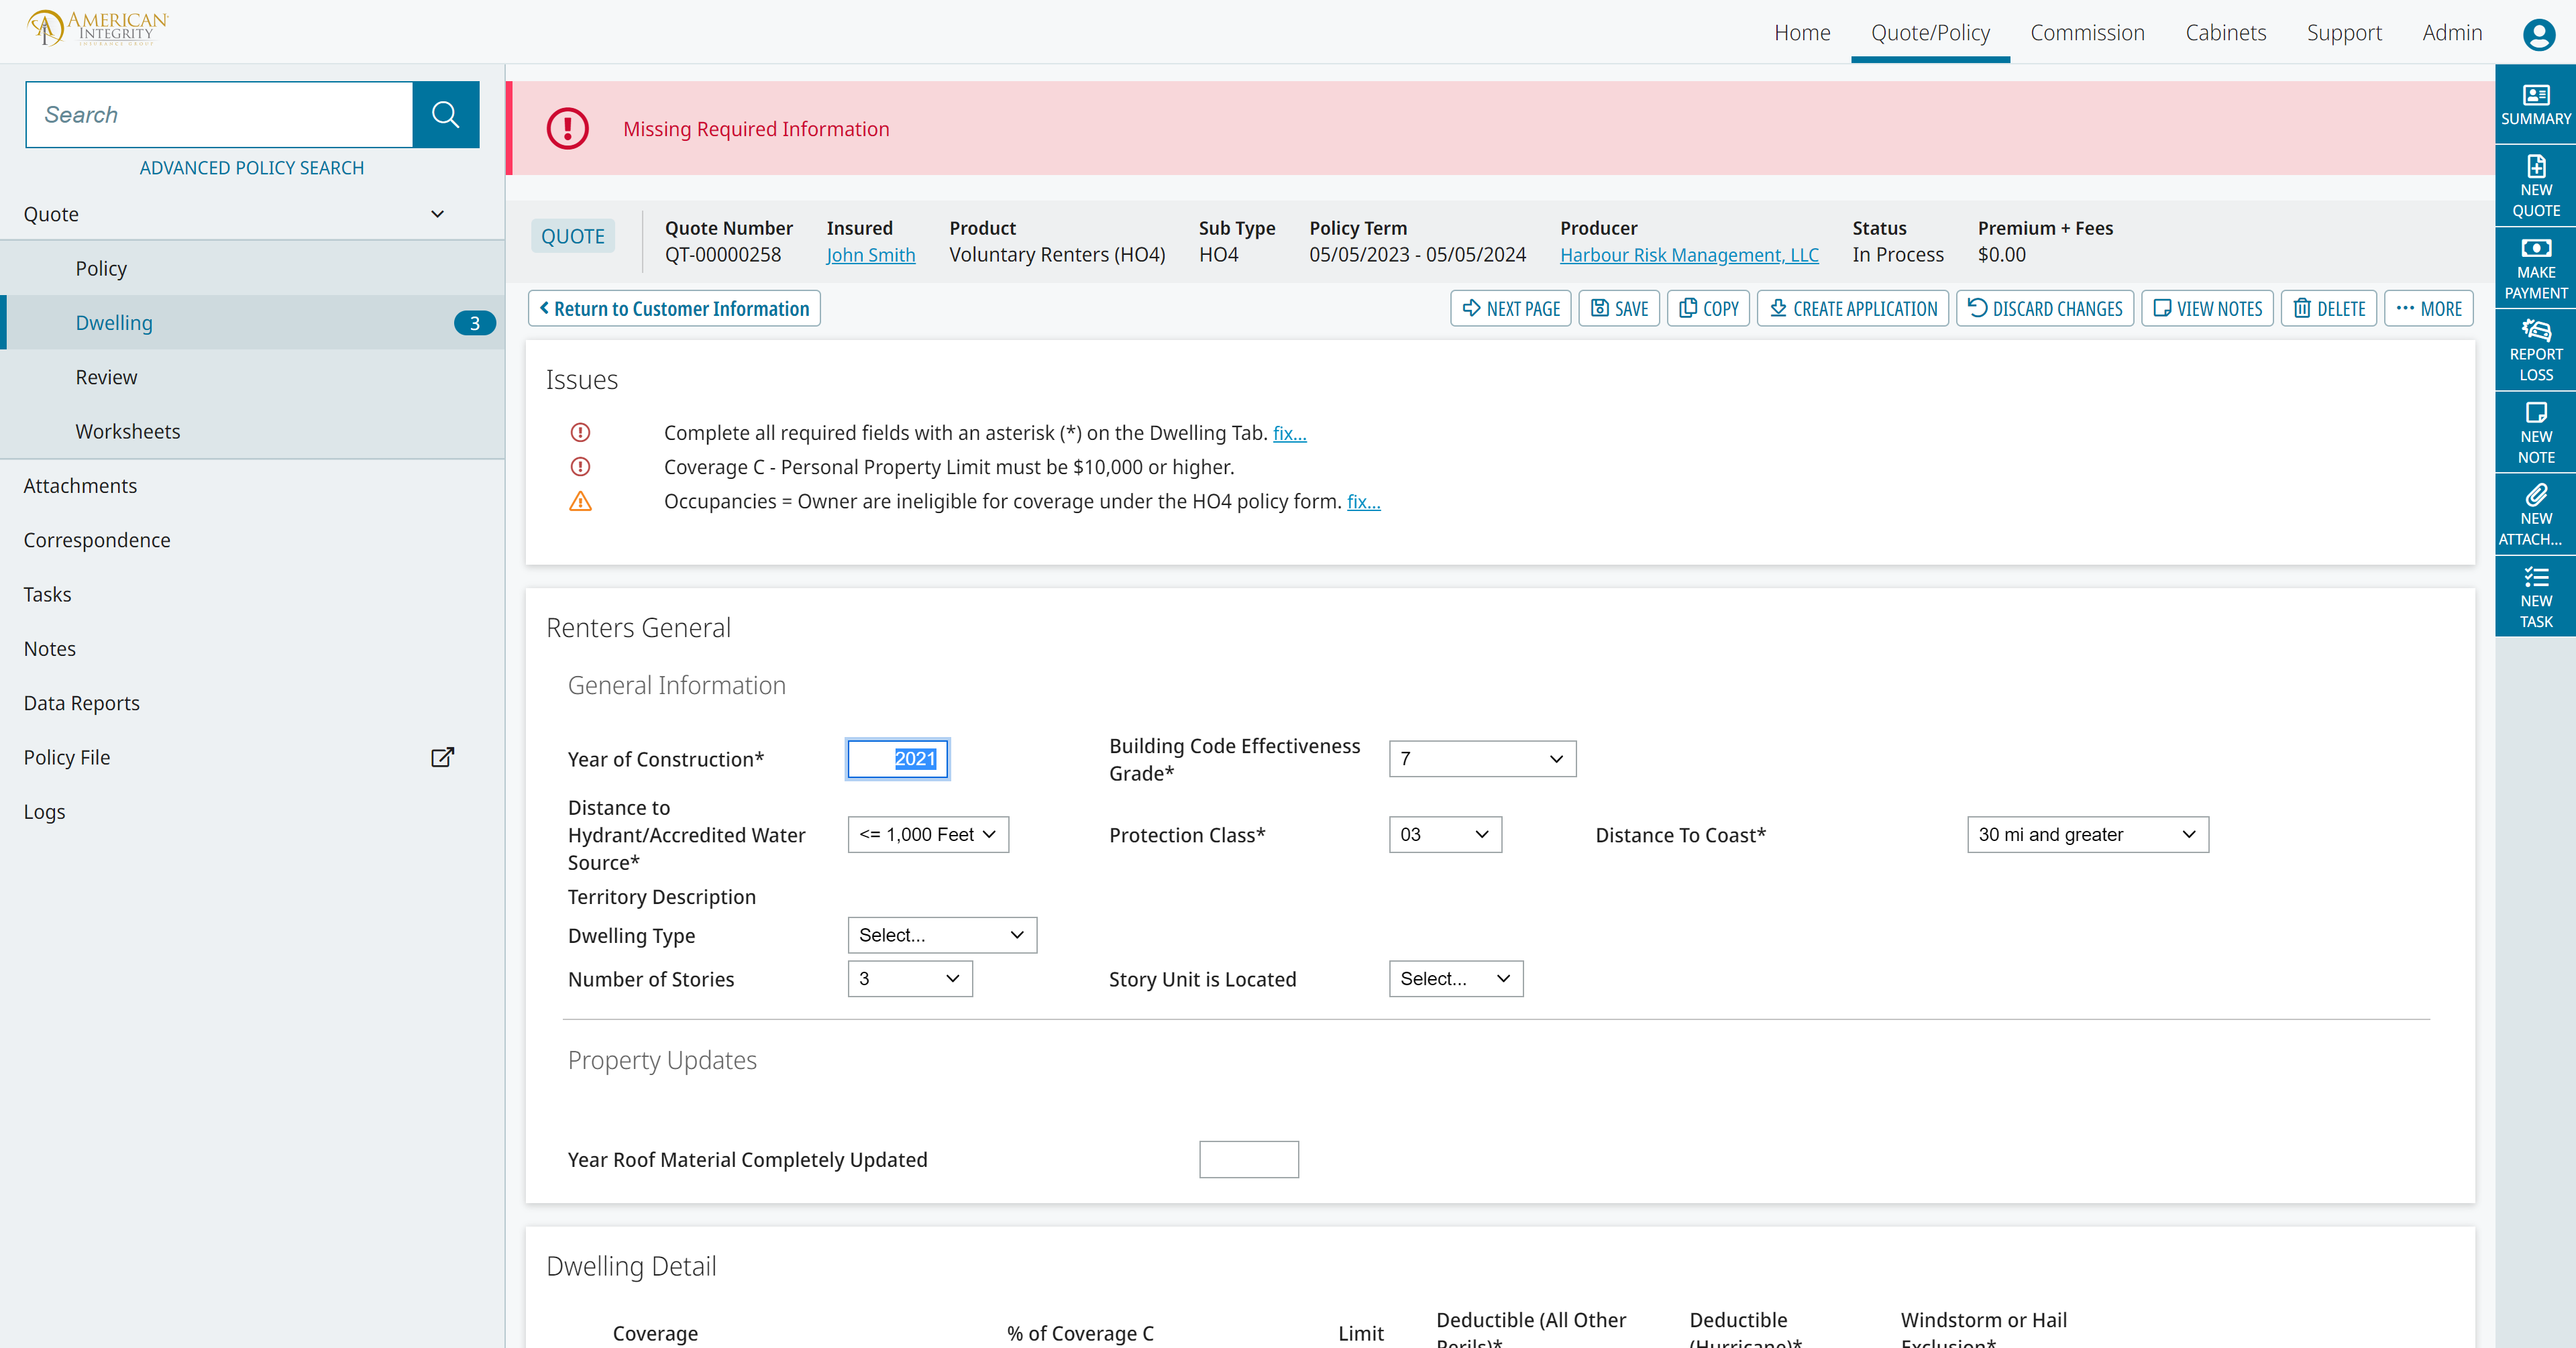 AMERICAN
INTEGRITY
INSURANCE GROUP
Home
Quote/Policy
Commission
Cabinets
Support
Admin
Search
ADVANCED POLICY SEARCH
Quote
Policy
Dwelling
3
Review
Worksheets
Attachments
Correspondence
Tasks
Notes
Data Reports
Policy File
Logs
Missing Required Information
QUOTE
Quote Number
QT-00000258
Insured
John Smith
Product
Voluntary Renters (HO4)
Sub Type
HO4
Policy Term
05/05/2023 - 05/05/2024
Producer
Harbour Risk Management, LLC
Status
In Process
Premium + Fees
$0.00
Return to Customer Information
NEXT PAGE
SAVE
COPY
CREATE APPLICATION
DISCARD CHANGES
VIEW NOTES
DELETE
MORE
Issues
Complete all required fields with an asterisk (*) on the Dwelling Tab. fix...
Coverage C - Personal Property Limit must be $10,000 or higher.
Occupancies = Owner are ineligible for coverage under the HO4 policy form. fix...
Renters General
General Information
Year of Construction*
2021
Building Code Effectiveness
Grade*
7
Distance to
Hydrant/Accredited Water
Source*
<= 1,000 Feet
Protection Class*
03
Distance To Coast*
30 mi and greater
Territory Description
Dwelling Type
Select...
Number of Stories
3
Story Unit is Located
Select...
Property Updates
Year Roof Material Completely Updated
Dwelling Detail
Coverage
% of Coverage C
Limit
Deductible (All Other
Perils)*
Deductible
(Hurricane)*
Windstorm or Hail
Exclusion*
SUMMARY
NEW
QUOTE
MAKE
PAYMENT
REPORT
LOSS
NEW
NOTE
NEW
ATTACH...
NEW
TASK